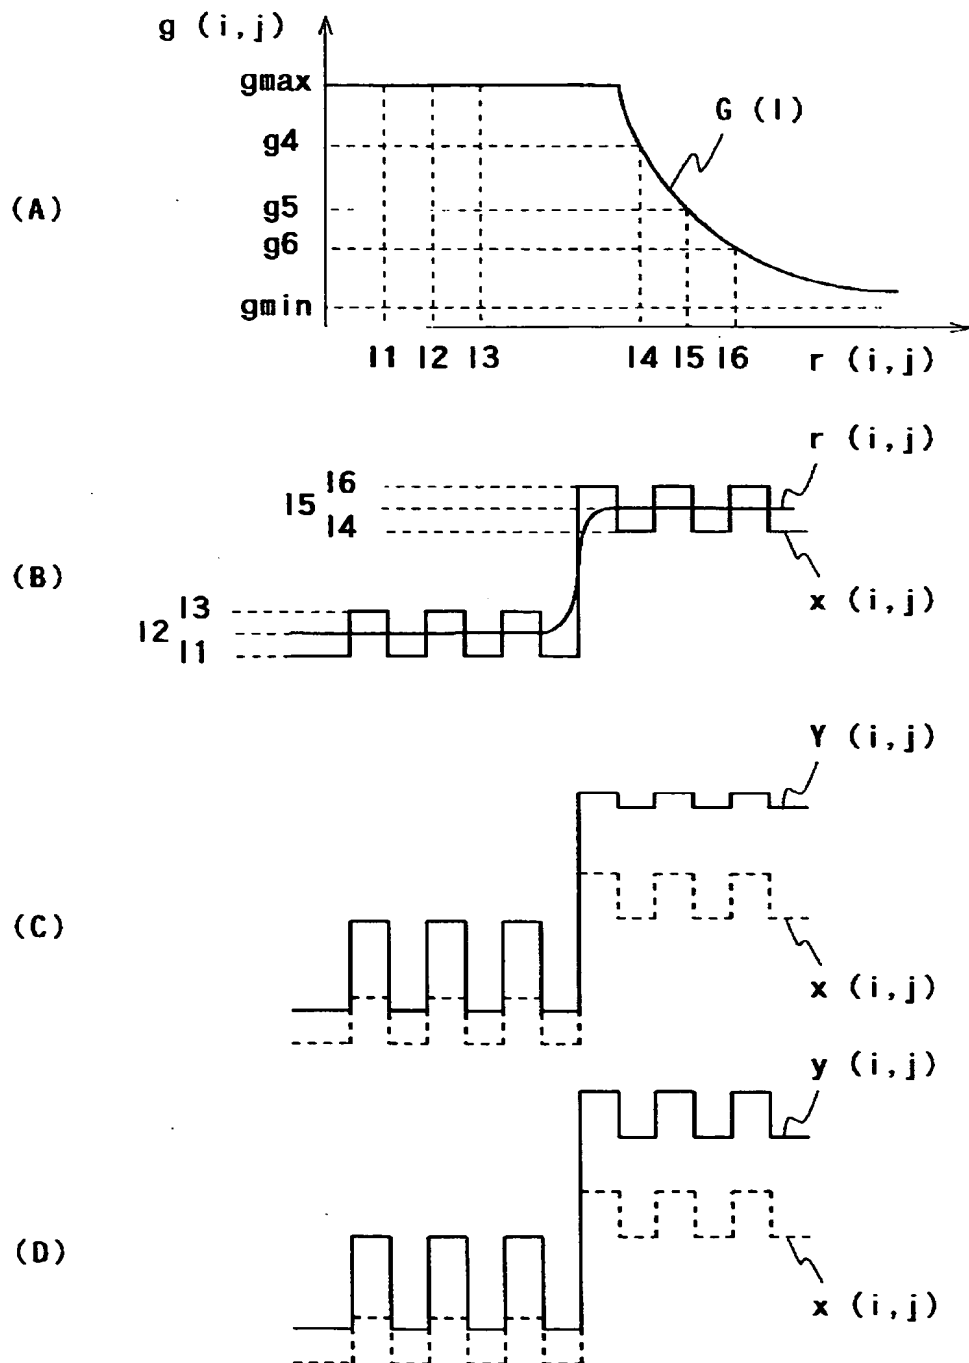 g (i,j)
gmax
G (l)
g4
(A)
g5
g6
gmin
l1 l2 l3 l4 l5 l6 r (i,j)
r (i,j)
l6
l5
l4
(B)
x (i,j)
l3
l2
l1
Y (i,j)
(C)
x (i,j)
y (i,j)
(D)
x (i,j)